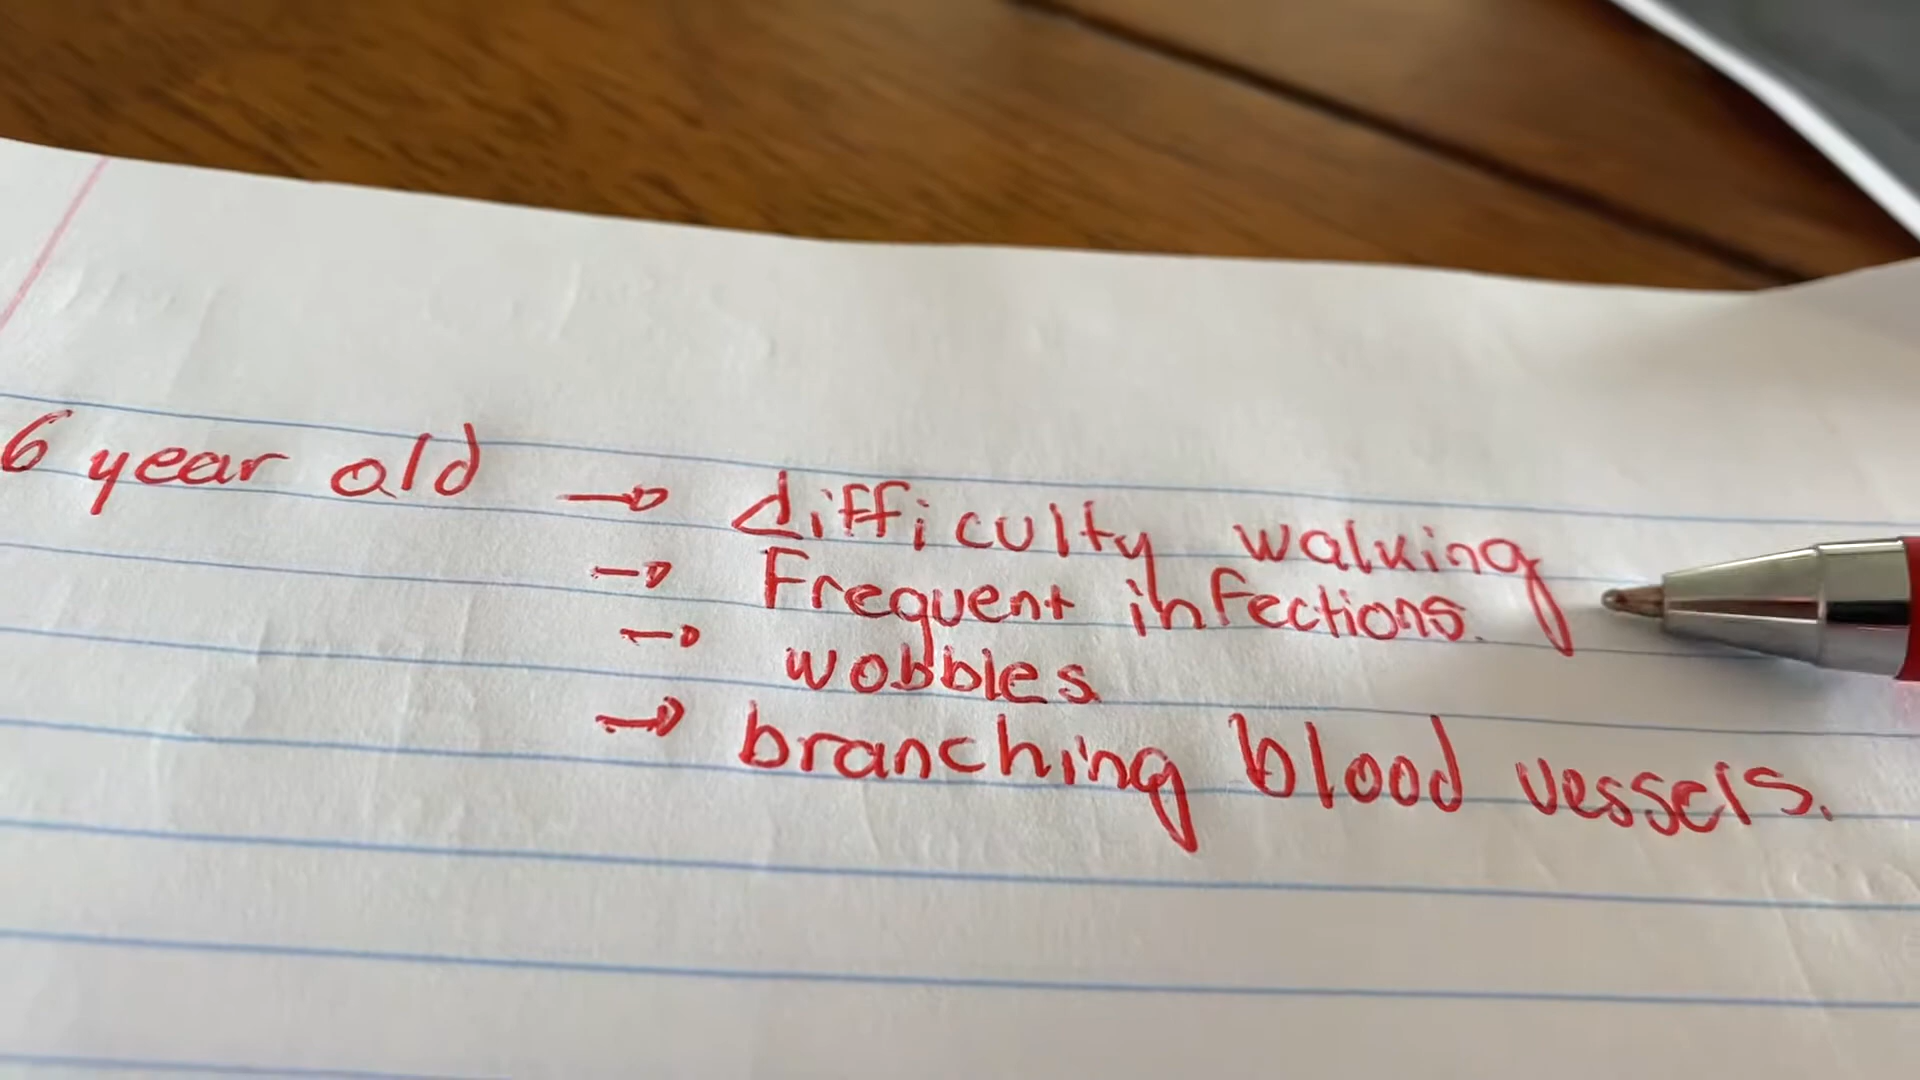 6 year old → difficulty walking
→ Frequent infections.
→ wobbles
→ branching blood vessels.